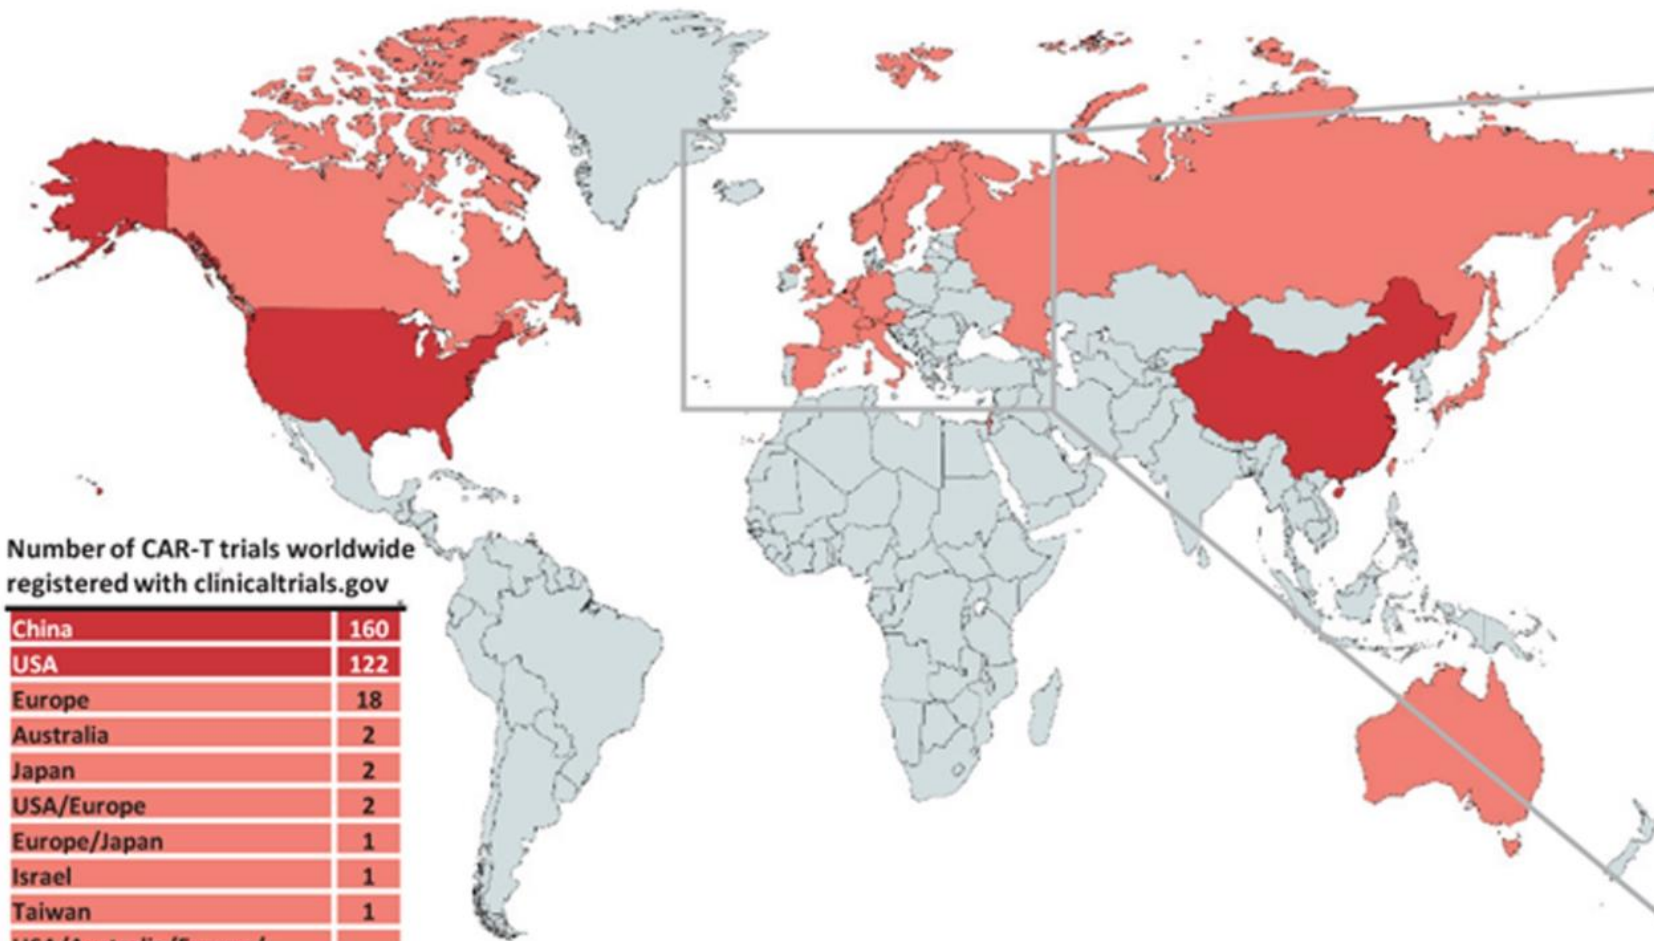 Number of CAR-T trials worldwide
registered with clinicaltrials.gov
China 160
USA 122
Europe 18
Australia 2
Japan 2
USA/Europe 2
Europe/Japan 1
Israel 1
Taiwan 1